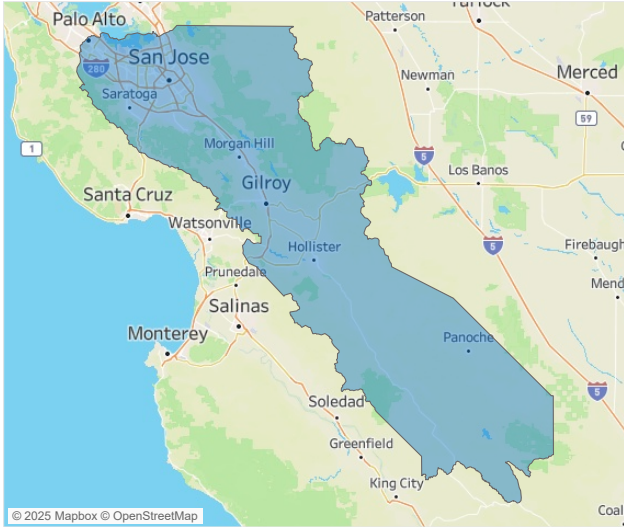 Patterson
Palo Alto
San Jose
280
Newman
Merced
Saratoga
59
1
Morgan Hill
5
Los Banos
Gilroy
Santa Cruz
Watsonville
Hollister
5
Firebaugh
Prunedale
Mend
Salinas
Monterey
Panoche
5
Soledad
Greenfield
King City
Coal
© 2025 Mapbox © OpenStreetMap